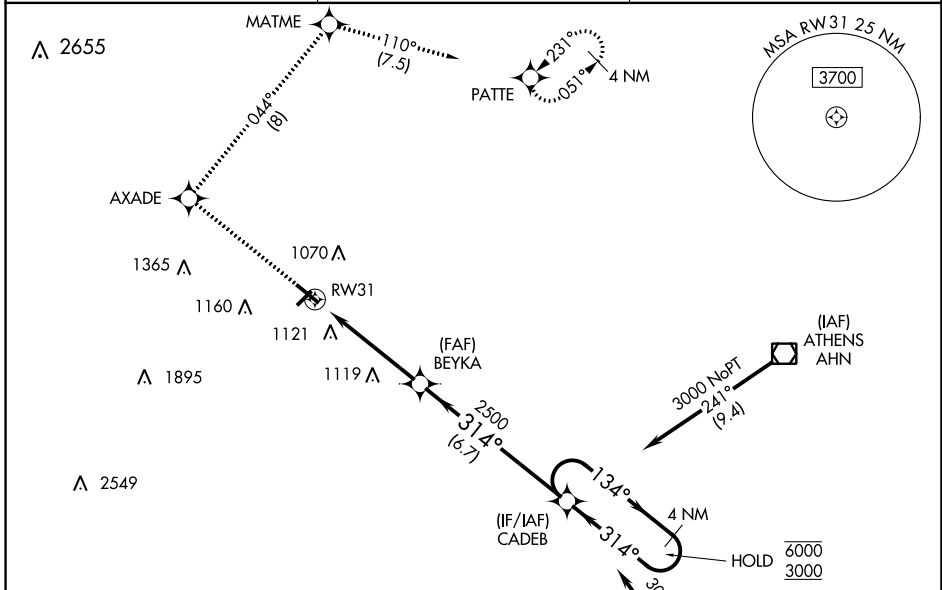 MATME
2655
110°
(7.5)
231°
051°
4 NM
PATTE
MSA RW31 25 NM
3700
044°
(8)
AXADE
1070
1365
RW31
1160
1121
(FAF)
BEYKA
1119
1895
(IAF)
ATHENS
AHN
3000 NoPT
241°
(9.4)
2500
314°
(6.7)
2549
134°
4 NM
(IF/IAF)
CADEB
314°
HOLD
6000
3000